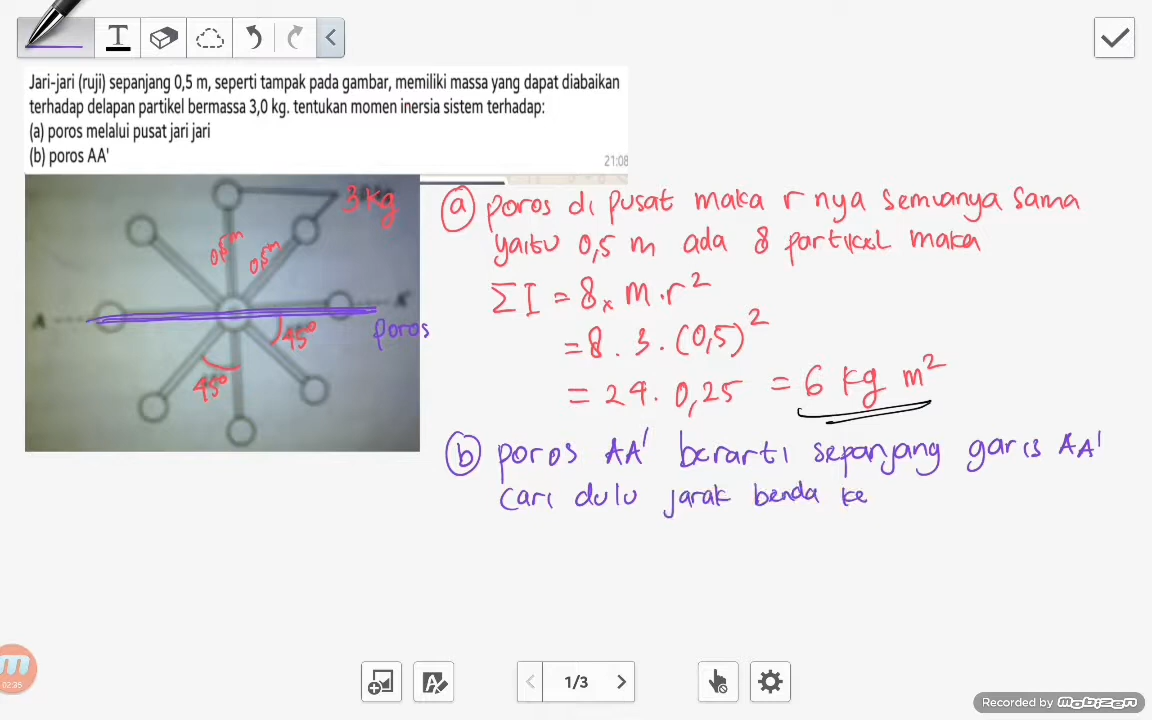 T
Jari-jari (ruji) sepanjang 0,5 m, seperti tampak pada gambar, memiliki massa yang dapat diabaikan
terhadap delapan partikel bermassa 3,0 kg. tentukan momen inersia sistem terhadap:
(a) poros melalui pusat jari jari
(b) poros AA'
21:08
3 kg
0,5 m
0,5 m
A
A'
poros
45°
45°
(a) poros di pusat maka r nya semuanya sama
yaitu 0,5 m ada 8 partikel maka
ΣI = 8 x m . r²
= 8 . 3 . (0,5)²
= 24 . 0,25 = 6 kg m²
(b) poros AA' berarti sepanjang garis AA'
cari dulu jarak benda ke
1/3
02:35
Recorded by mobizen